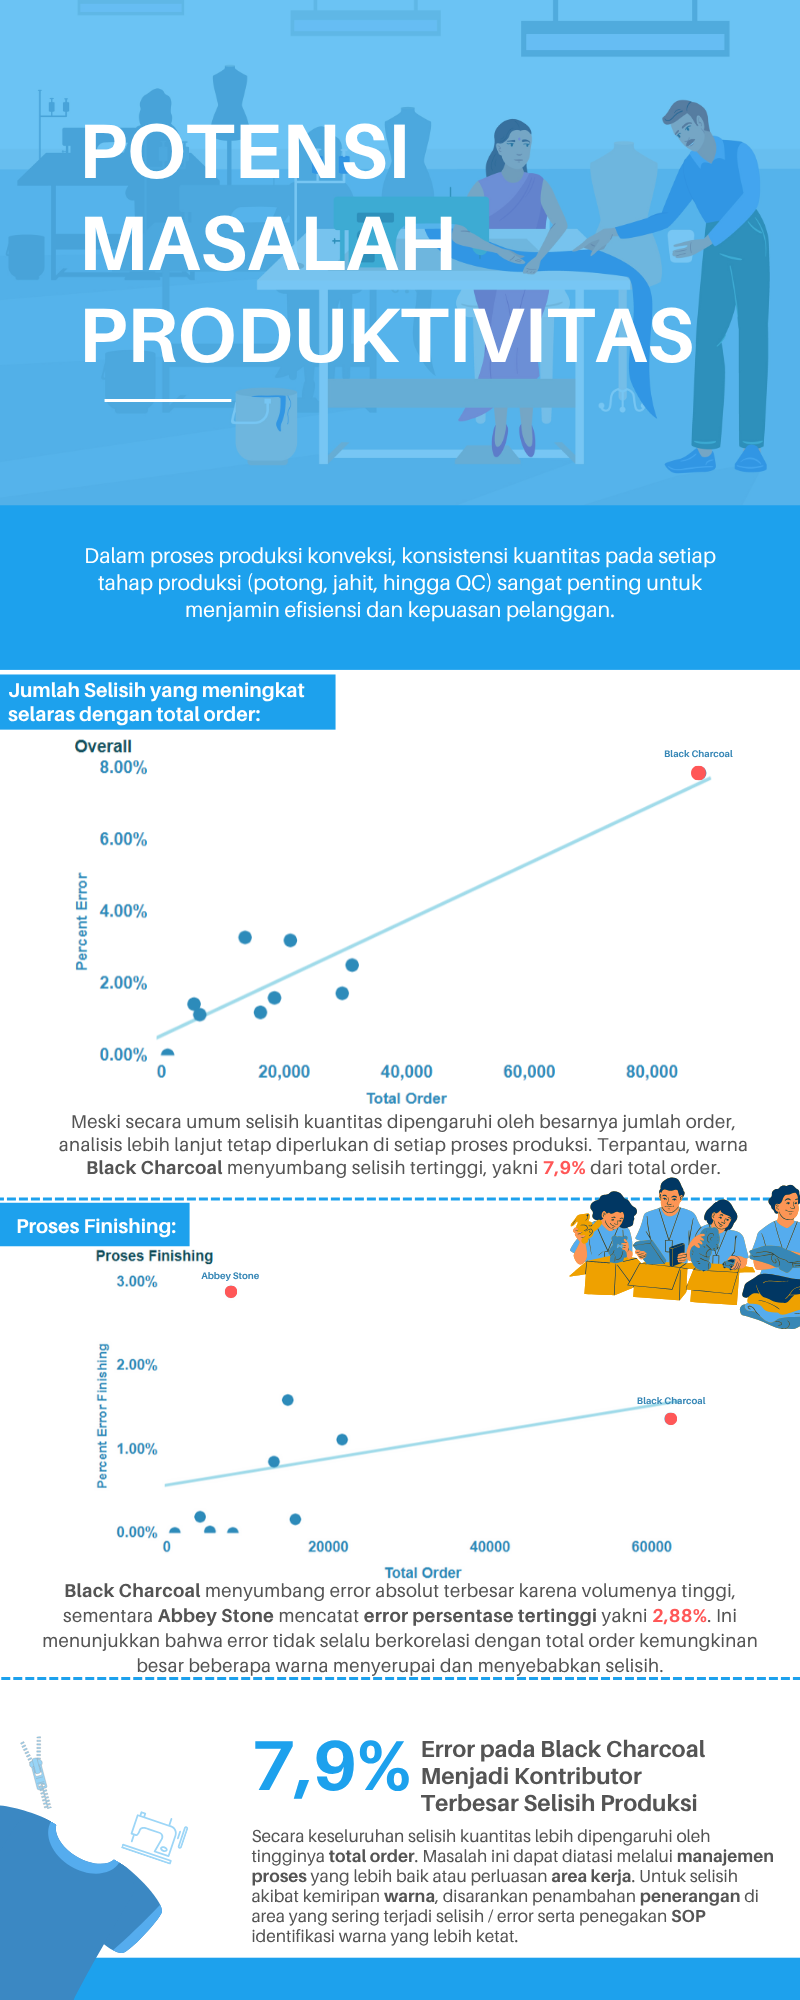 POTENSI
MASALAH
PRODUKTIVITAS
Dalam proses produksi konveksi, konsistensi kuantitas pada setiap
tahap produksi (potong, jahit, hingga QC) sangat penting untuk
menjamin efisiensi dan kepuasan pelanggan.
Jumlah Selisih yang meningkat
selaras dengan total order:
Overall
Black Charcoal
8.00%
6.00%
4.00%
2.00%
0.00%
Percent Error
0 20,000 40,000 60,000 80,000
Total Order
Meski secara umum selisih kuantitas dipengaruhi oleh besarnya jumlah order,
analisis lebih lanjut tetap diperlukan di setiap proses produksi. Terpantau, warna
Black Charcoal menyumbang selisih tertinggi, yakni 7,9% dari total order.
Proses Finishing:
Proses Finishing
Abbey Stone
3.00%
2.00%
1.00%
0.00%
Percent Error Finishing
Black Charcoal
0 20000 40000 60000
Total Order
Black Charcoal menyumbang error absolut terbesar karena volumenya tinggi,
sementara Abbey Stone mencatat error persentase tertinggi yakni 2,88%. Ini
menunjukkan bahwa error tidak selalu berkorelasi dengan total order kemungkinan
besar beberapa warna menyerupai dan menyebabkan selisih.
7,9%
Error pada Black Charcoal
Menjadi Kontributor
Terbesar Selisih Produksi
Secara keseluruhan selisih kuantitas lebih dipengaruhi oleh
tingginya total order. Masalah ini dapat diatasi melalui manajemen
proses yang lebih baik atau perluasan area kerja. Untuk selisih
akibat kemiripan warna, disarankan penambahan penerangan di
area yang sering terjadi selisih / error serta penegakan SOP
identifikasi warna yang lebih ketat.